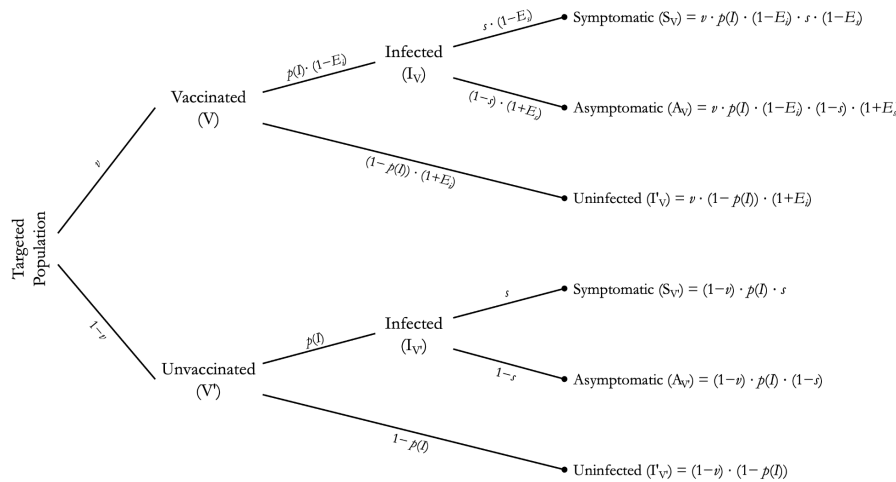 s · (1−Eₛ)
Symptomatic (S_V) = v · p(I) · (1−Eᵢ) · s · (1−Eₛ)
p(I) · (1−Eᵢ)
Infected
(I_V)
Vaccinated
(V)
(1−s) · (1+Eₛ)
Asymptomatic (A_V) = v · p(I) · (1−Eᵢ) · (1−s) · (1+Eₛ
v
(1− p(I)) · (1+Eᵢ)
Uninfected (I'_V) = v · (1− p(I)) · (1+Eᵢ)
Targeted
Population
s
Symptomatic (S_V') = (1−v) · p(I) · s
1−v
p(I)
Infected
(I_V')
Unvaccinated
(V')
1−s
Asymptomatic (A_V') = (1−v) · p(I) · (1−s)
1−p(I)
Uninfected (I'_V') = (1−v) · (1− p(I))